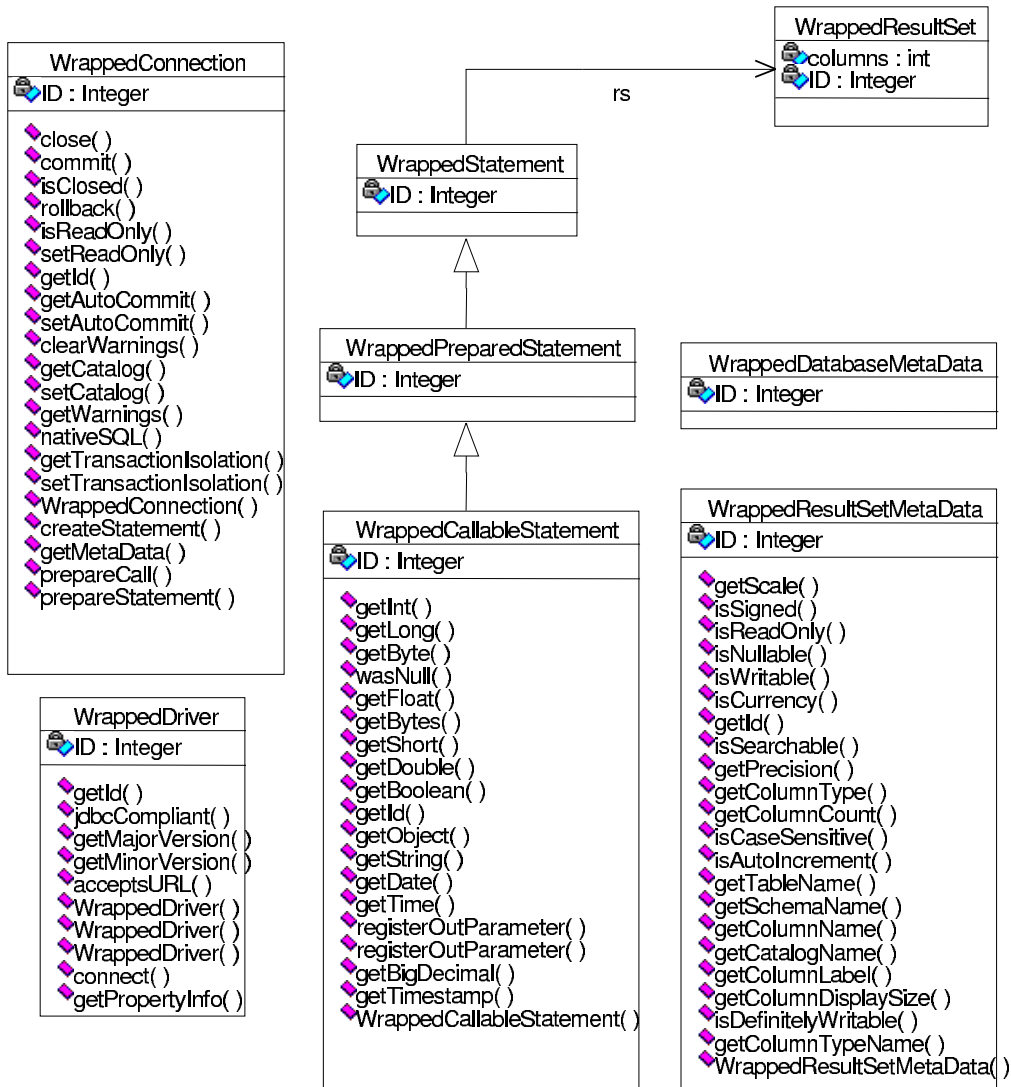 WrappedConnection
ID : Integer
close( )
commit( )
isClosed( )
rollback( )
isReadOnly( )
setReadOnly( )
getId( )
getAutoCommit( )
setAutoCommit( )
clearWarnings( )
getCatalog( )
setCatalog( )
getWarnings( )
nativeSQL( )
getTransactionIsolation( )
setTransactionIsolation( )
WrappedConnection( )
createStatement( )
getMetaData( )
prepareCall( )
prepareStatement( )
WrappedDriver
ID : Integer
getId( )
jdbcCompliant( )
getMajorVersion( )
getMinorVersion( )
acceptsURL( )
WrappedDriver( )
WrappedDriver( )
WrappedDriver( )
connect( )
getPropertyInfo( )
WrappedResultSet
columns : int
ID : Integer
rs
WrappedStatement
ID : Integer
WrappedPreparedStatement
ID : Integer
WrappedCallableStatement
ID : Integer
getInt( )
getLong( )
getByte( )
wasNull( )
getFloat( )
getBytes( )
getShort( )
getDouble( )
getBoolean( )
getId( )
getObject( )
getString( )
getDate( )
getTime( )
registerOutParameter( )
registerOutParameter( )
getBigDecimal( )
getTimestamp( )
WrappedCallableStatement( )
WrappedDatabaseMetaData
ID : Integer
WrappedResultSetMetaData
ID : Integer
getScale( )
isSigned( )
isReadOnly( )
isNullable( )
isWritable( )
isCurrency( )
getId( )
isSearchable( )
getPrecision( )
getColumnType( )
getColumnCount( )
isCaseSensitive( )
isAutoIncrement( )
getTableName( )
getSchemaName( )
getColumnName( )
getCatalogName( )
getColumnLabel( )
getColumnDisplaySize( )
isDefinitelyWritable( )
getColumnTypeName( )
WrappedResultSetMetaData( )